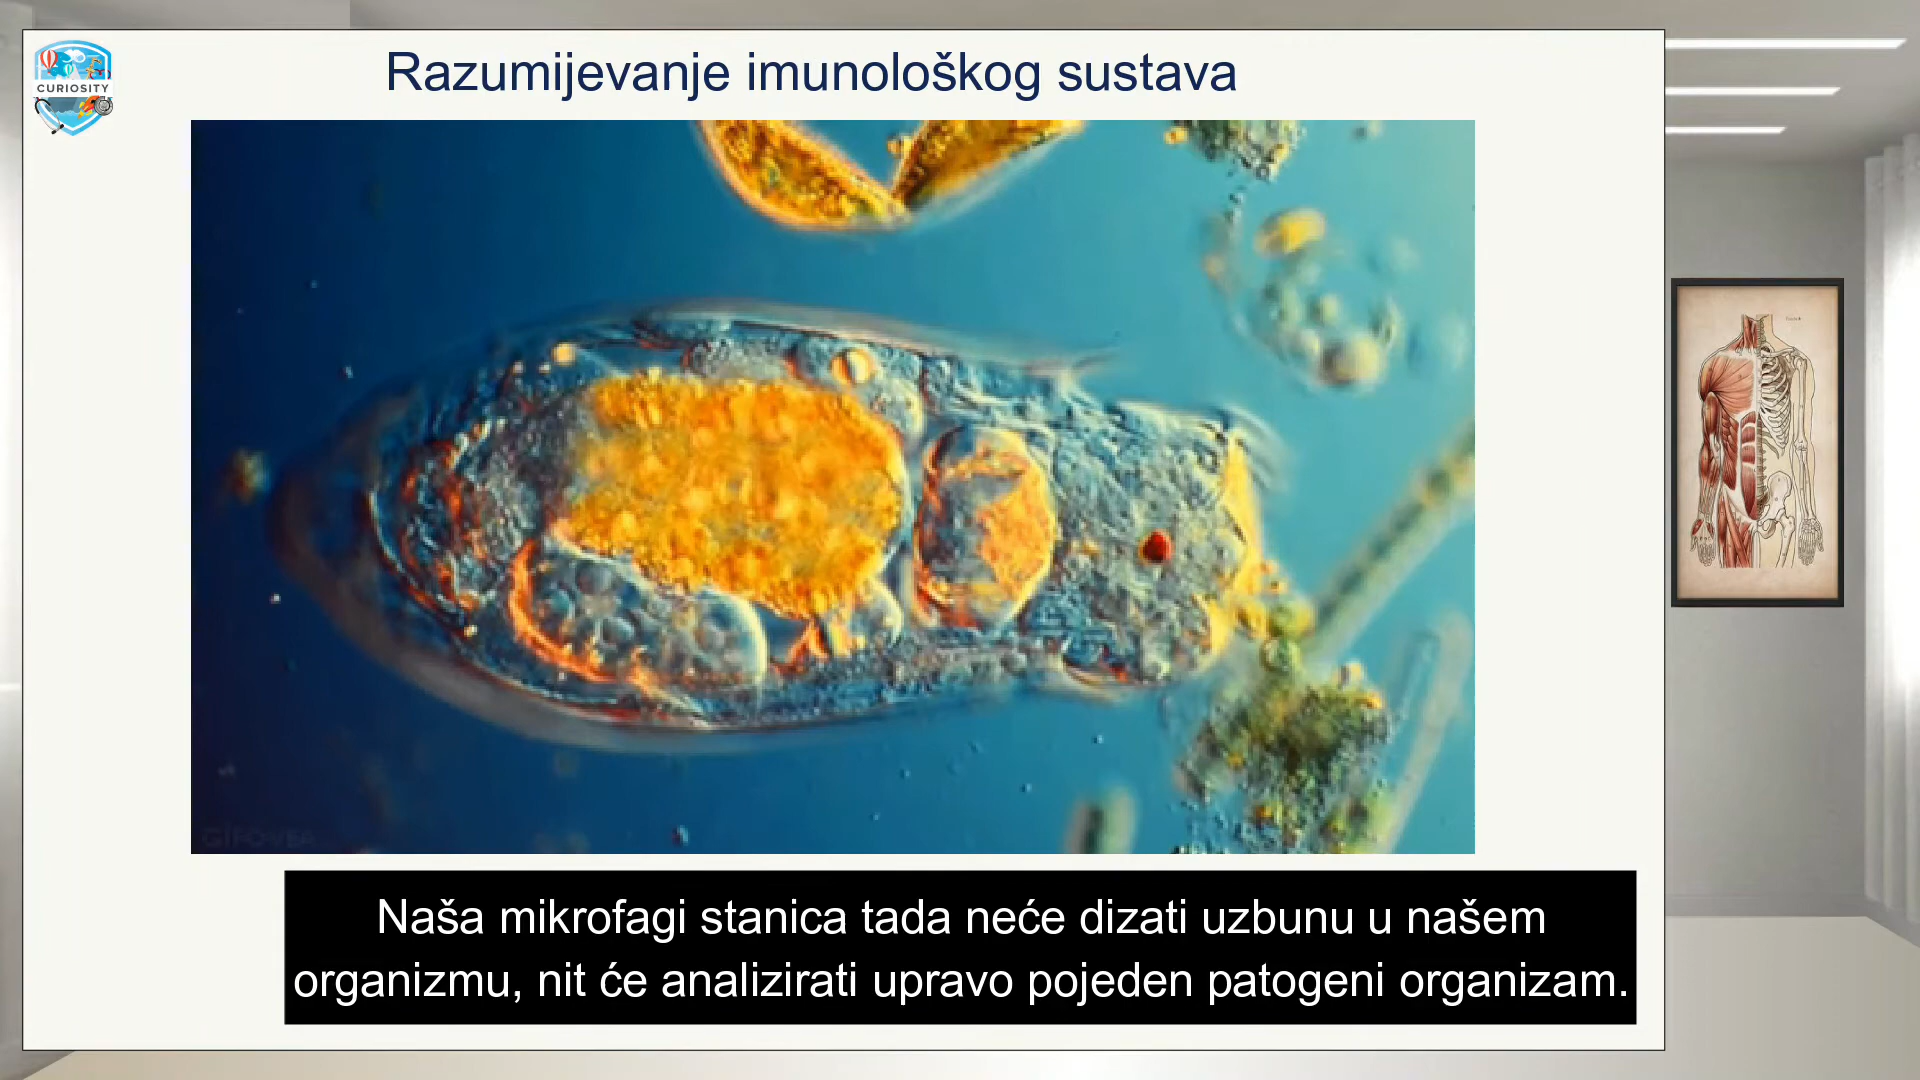 CURIOSITY
Razumijevanje imunološkog sustava
Naša mikrofagi stanica tada neće dizati uzbunu u našem
organizmu, nit će analizirati upravo pojeden patogeni organizam.